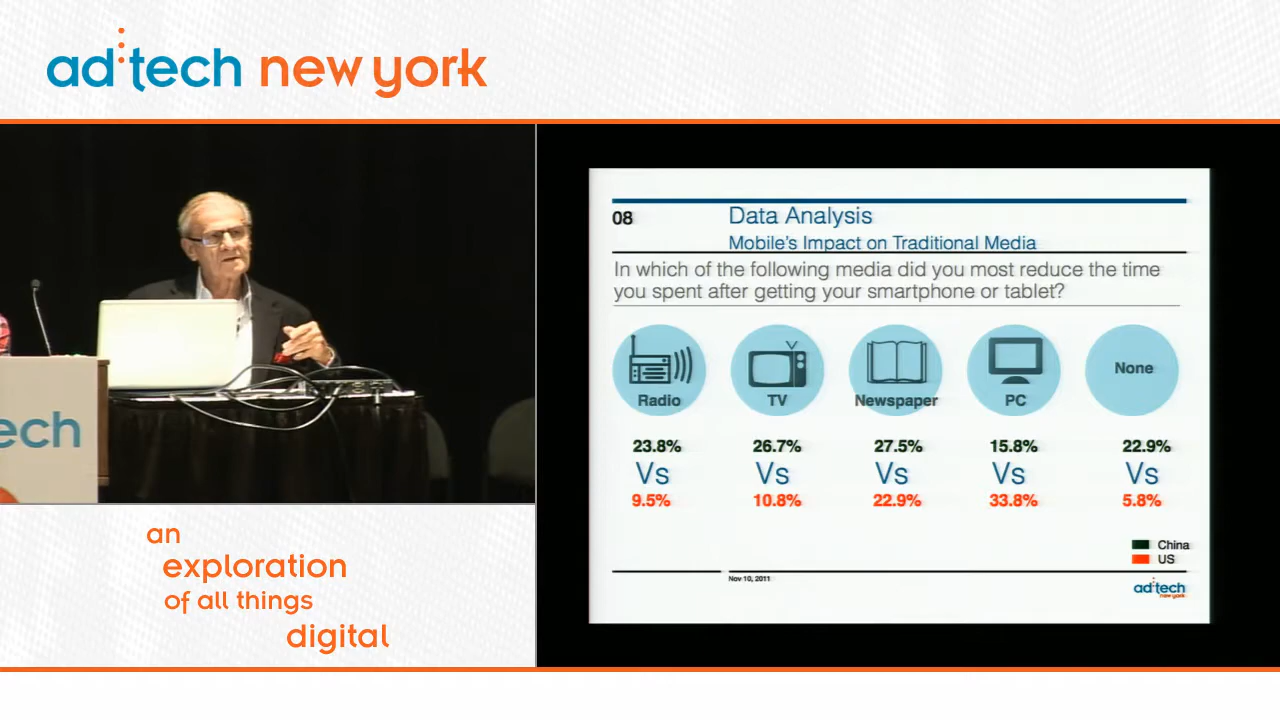 ad:tech new york
ech
an
exploration
of all things
digital
08
Data Analysis
Mobile's Impact on Traditional Media
In which of the following media did you most reduce the time
you spent after getting your smartphone or tablet?
Radio
TV
Newspaper
PC
None
23.8%
26.7%
27.5%
15.8%
22.9%
Vs
Vs
Vs
Vs
Vs
9.5%
10.8%
22.9%
33.8%
5.8%
China
US
Nov 10, 2011
ad:tech
new york